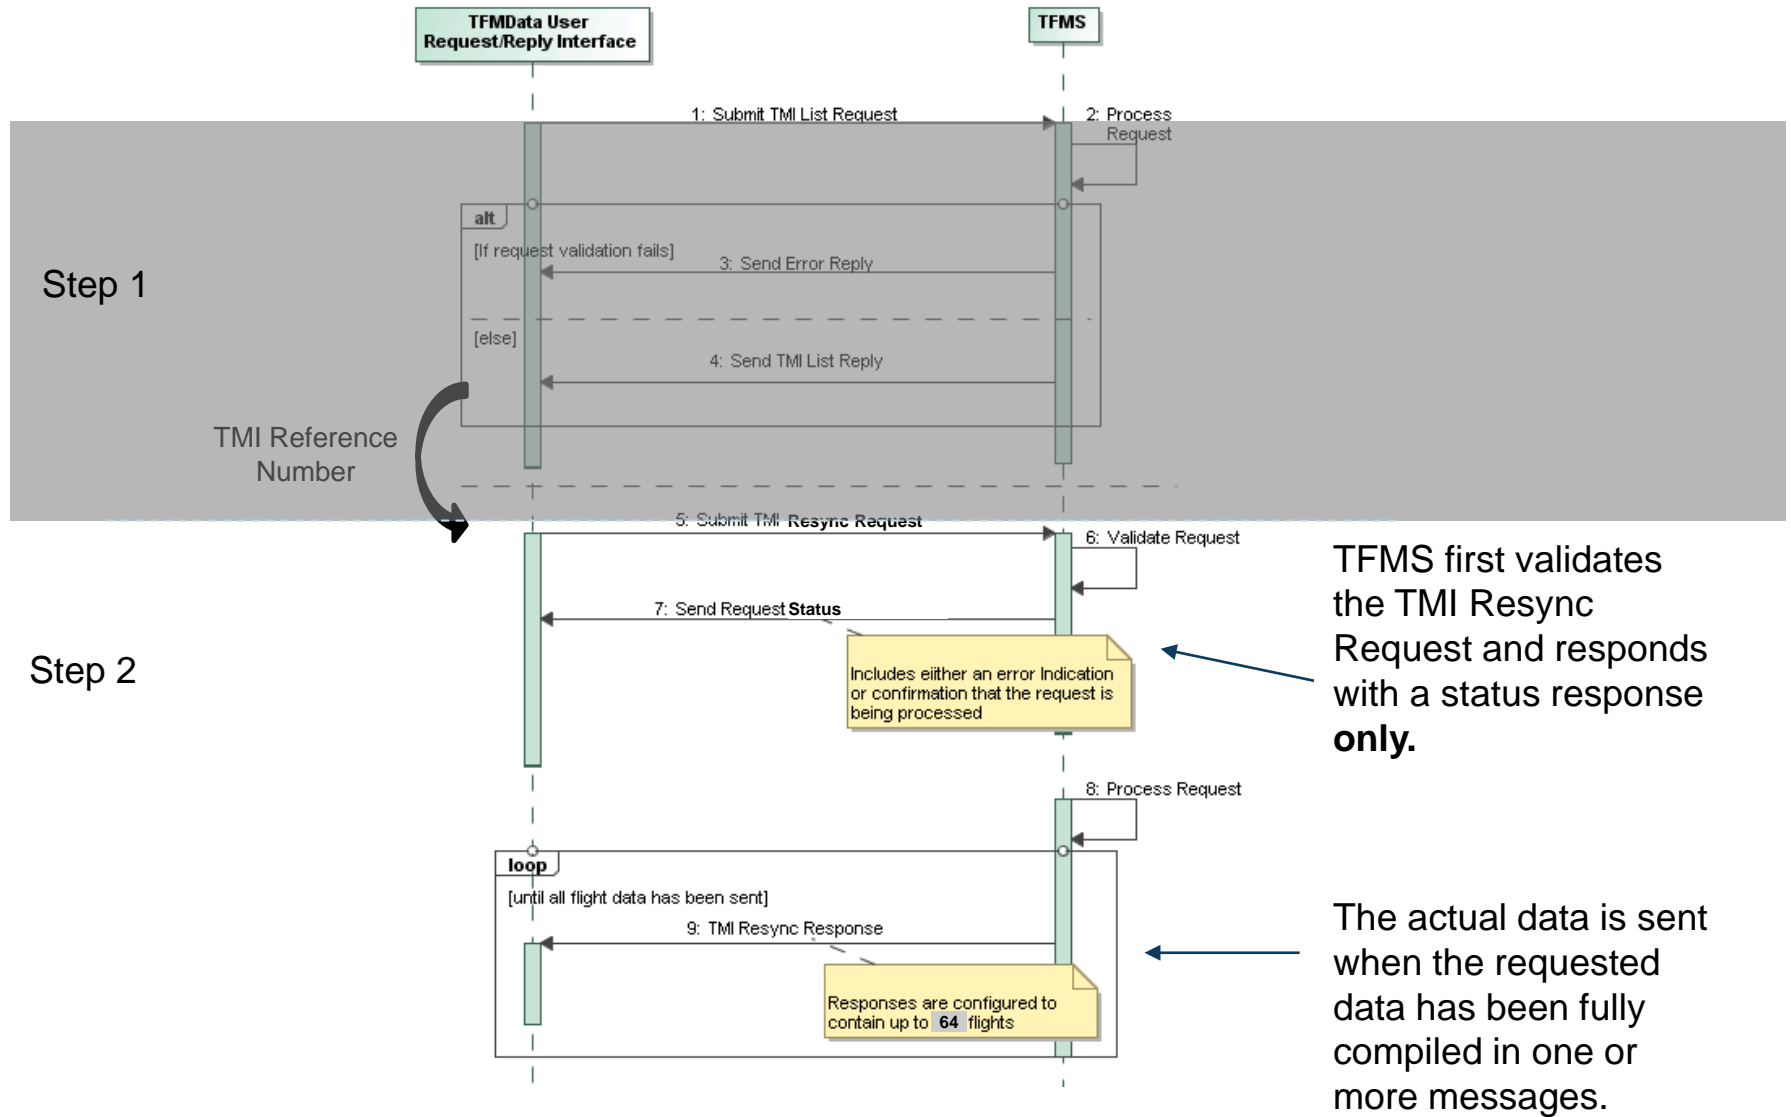 TFMData User
Request/Reply Interface
TFMS
1: Submit TMI List Request
2: Process
Request
alt
[If request validation fails]
3: Send Error Reply
Step 1
[else]
4: Send TMI List Reply
TMI Reference
Number
5: Submit TMI Resync Request
6: Validate Request
7: Send Request Status
Includes eiither an error Indication
or confirmation that the request is
being processed
TFMS first validates
the TMI Resync
Request and responds
with a status response
only.
Step 2
8: Process Request
loop
[until all flight data has been sent]
9: TMI Resync Response
Responses are configured to
contain up to 64 flights
The actual data is sent
when the requested
data has been fully
compiled in one or
more messages.